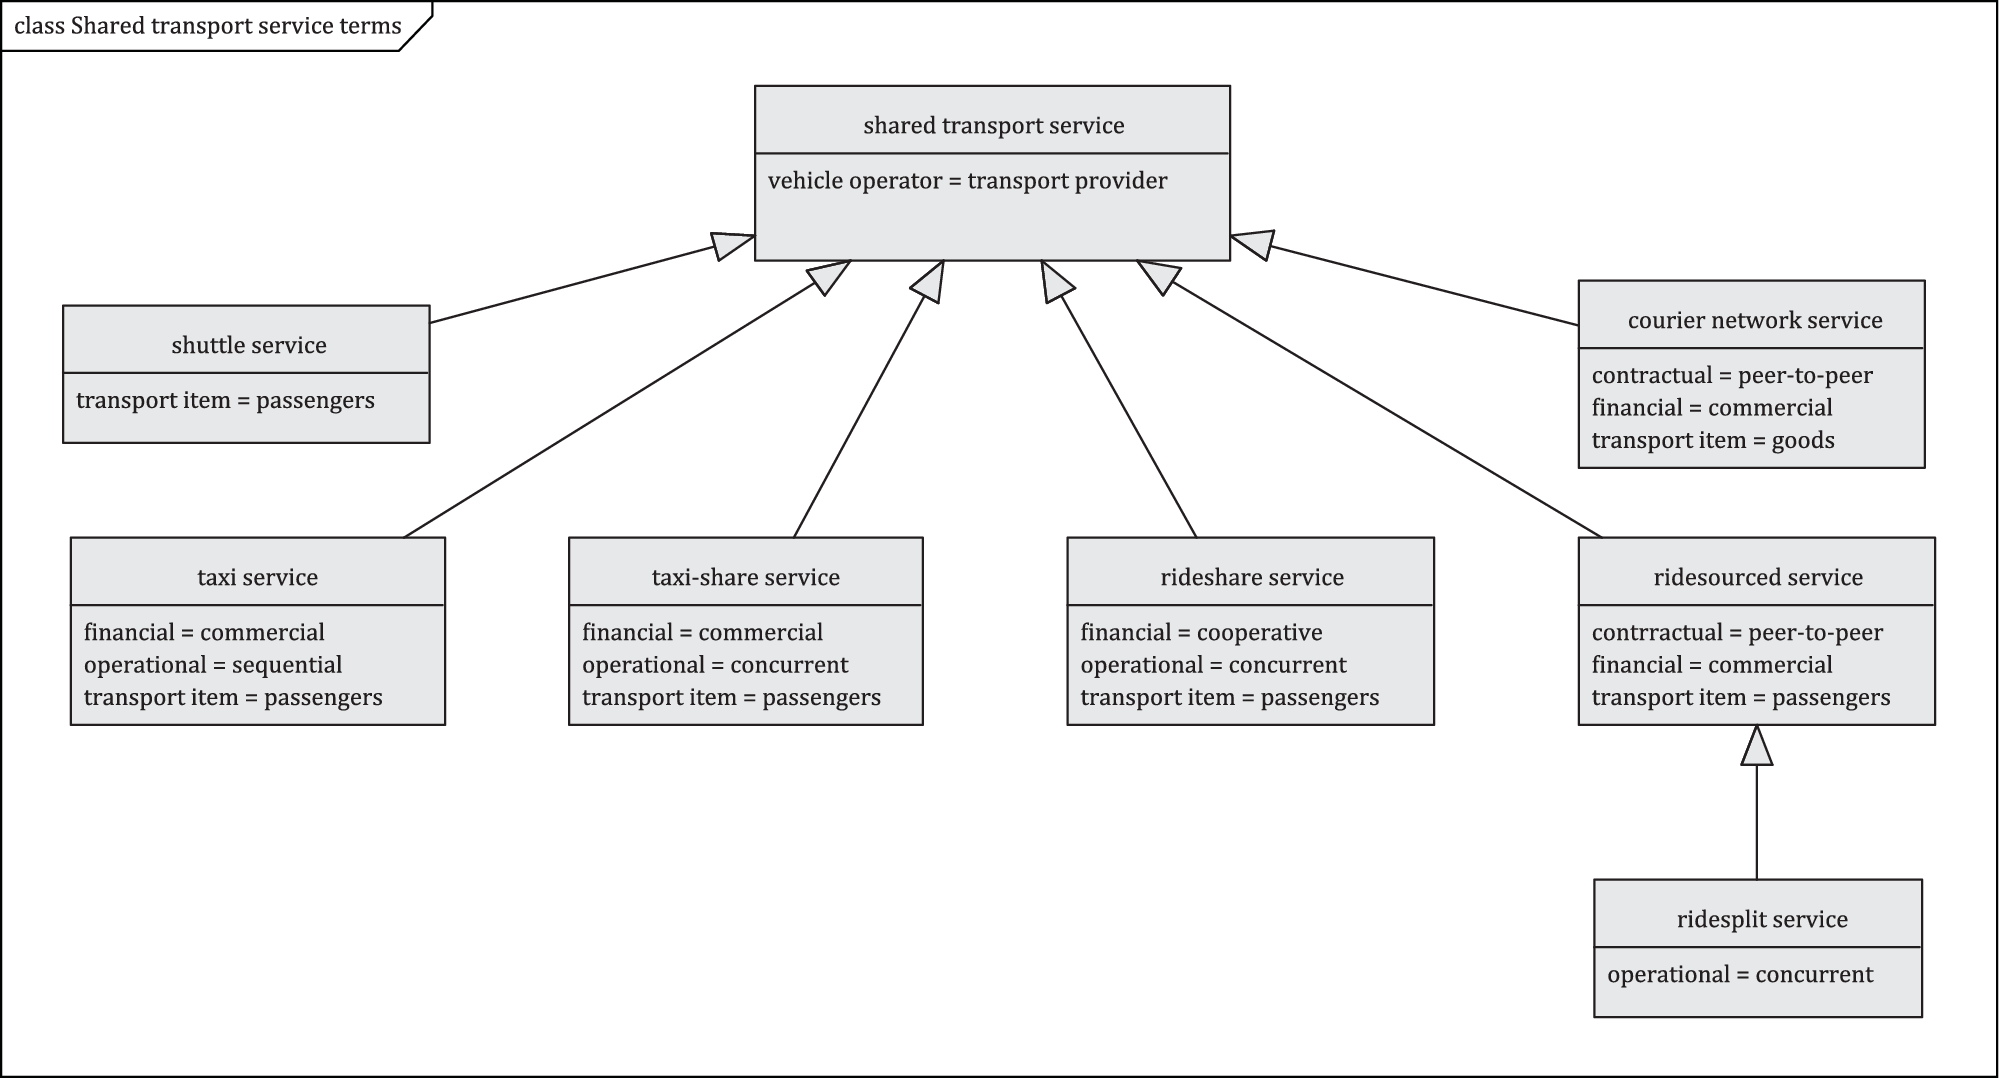 class Shared transport service terms
shared transport service
vehicle operator = transport provider
shuttle service
transport item = passengers
courier network service
contractual = peer-to-peer
financial = commercial
transport item = goods
taxi service
financial = commercial
operational = sequential
transport item = passengers
taxi-share service
financial = commercial
operational = concurrent
transport item = passengers
rideshare service
financial = cooperative
operational = concurrent
transport item = passengers
ridesourced service
contrractual = peer-to-peer
financial = commercial
transport item = passengers
ridesplit service
operational = concurrent